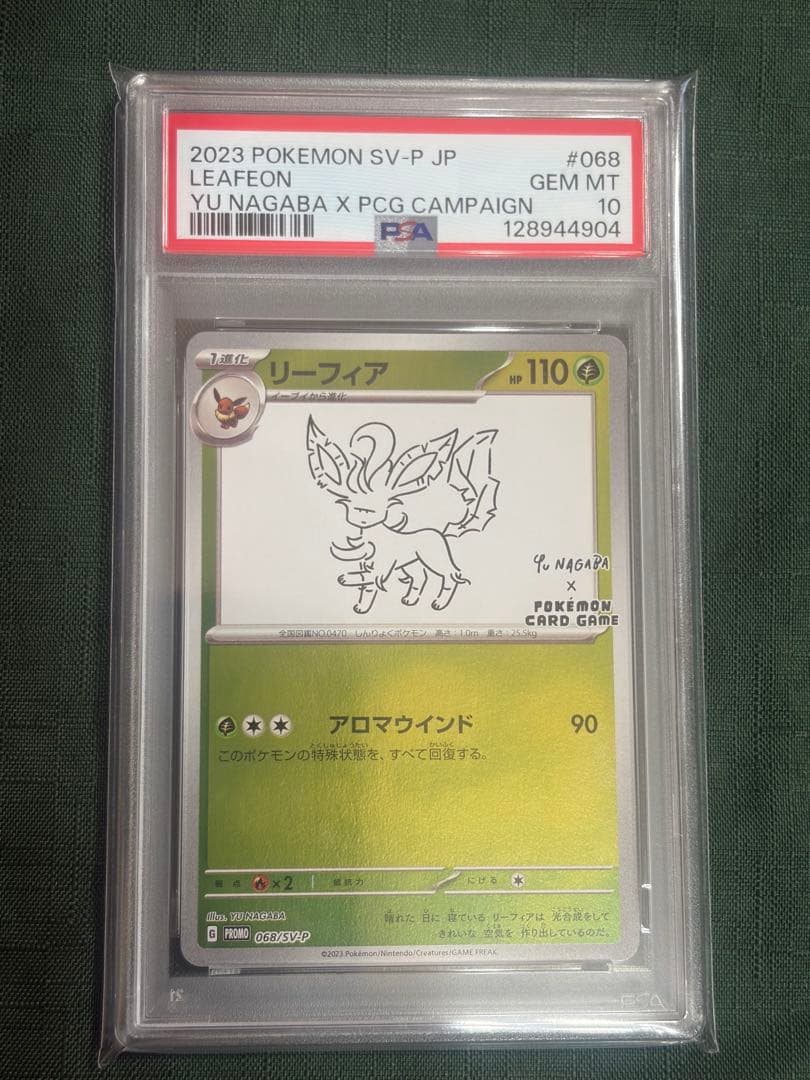 2023 POKEMON SV-P JP #068
LEAFEON GEM MT
YU NAGABA X PCG CAMPAIGN 10
PSA 128944904
1進化
リーフィア
HP 110
イーブイから進化
Yu NAGABA
X
POKÉMON
CARD GAME
全国図鑑NO.0470 しんりょくポケモン 高さ:1.0m 重さ:25.5kg
アロマウインド 90
このポケモンの特殊状態を、すべて回復する。
弱点 ×2 抵抗力 にげる
Illus. YU NAGABA
晴れた 日に 寝ている リーフィアは 光合成をして
きれいな 空気を 作り出しているのだ。
G PROMO 068/SV-P
©2023 Pokémon/Nintendo/Creatures/GAME FREAK.
PSA